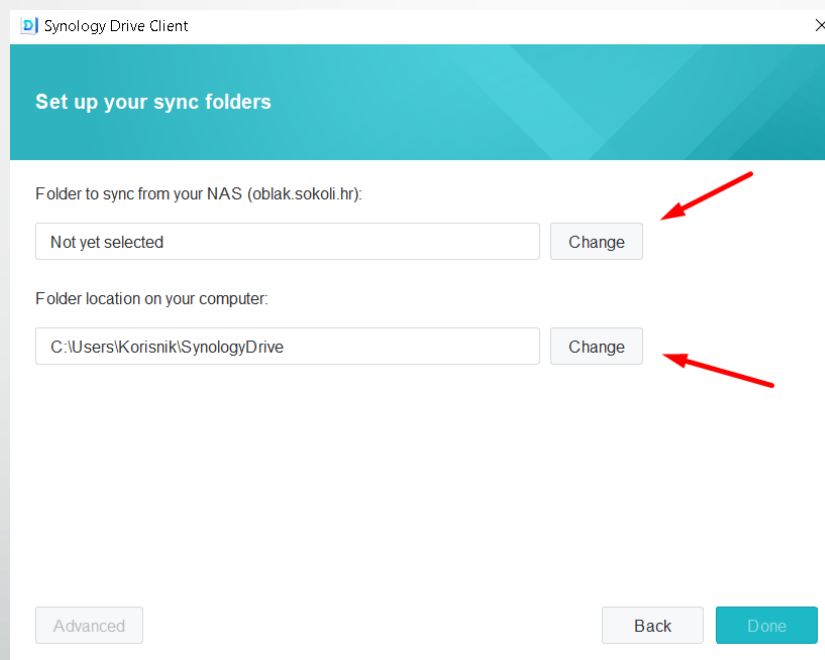 Synology Drive Client
Set up your sync folders
Folder to sync from your NAS (oblak.sokoli.hr):
Not yet selected
Change
Folder location on your computer:
C:\Users\Korisnik\SynologyDrive
Change
Advanced
Back
Done